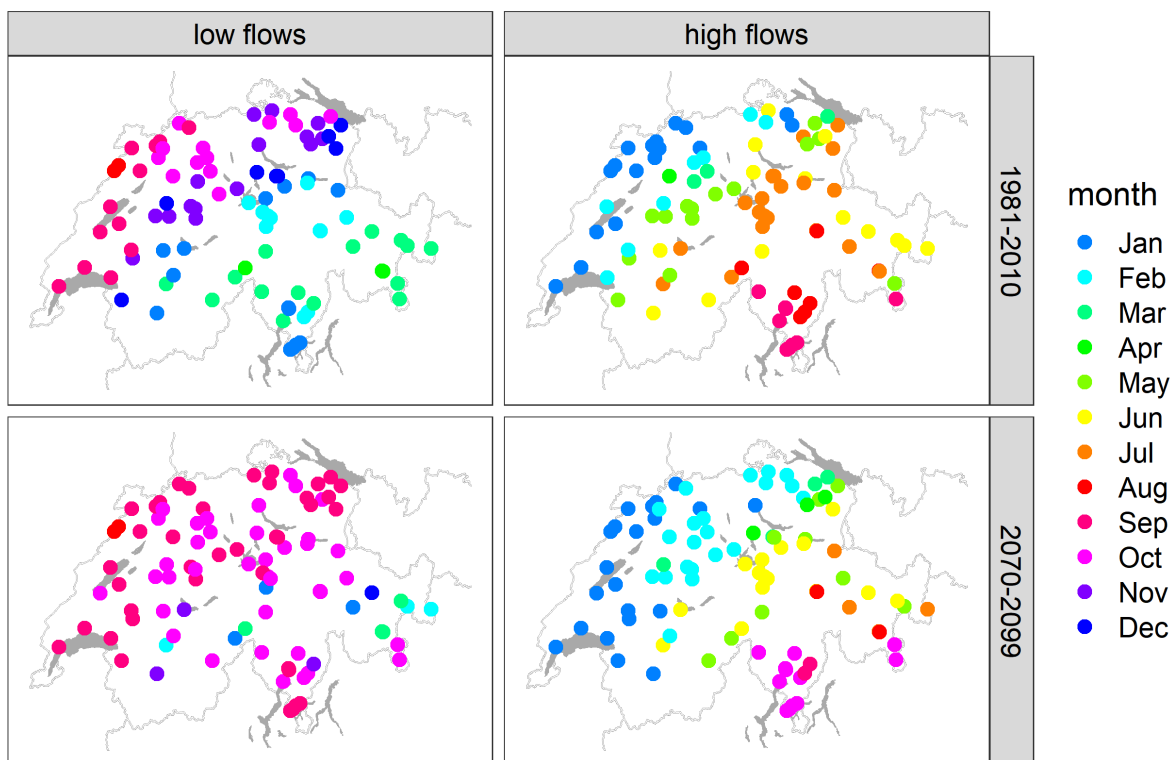 low flows
high flows
1981-2010
2070-2099
month
Jan
Feb
Mar
Apr
May
Jun
Jul
Aug
Sep
Oct
Nov
Dec